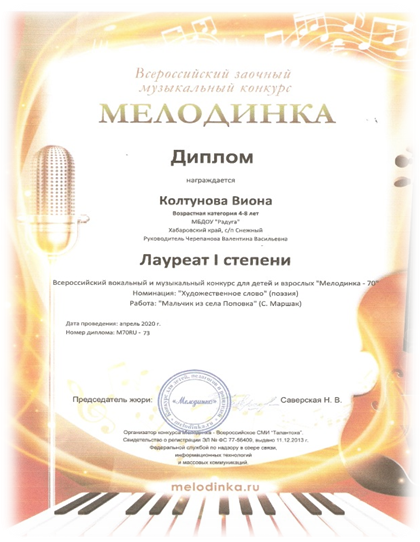 Всероссийский заочный
музыкальный конкурс
МЕЛОДИНКА
Диплом
награждается
Колтунова Виона
Возрастная категория 4-6 лет
МБДОУ "Радуга"
Хабаровский край, с/п Снежный
Руководитель Черепанова Валентина Васильевна
Лауреат I степени
Всероссийский вокальный и музыкальный конкурс для детей и взрослых "Мелодинка - 70"
Номинация: "Художественное слово" (поэзия)
Работа: "Мальчик из села Поповка" (С. Маршак)
Дата проведения: апрель 2020 г.
Номер диплома: M70RU - 73
«Мелодинка»
Председатель жюри: Саверская Н. В.
Организатор конкурса Мелодинка - Всероссийское СМИ "Талантоха".
Свидетельство о регистрации ЭЛ № ФС 77-56409, выдано 11.12.2013 г.
Федеральной службой по надзору в сфере связи,
информационных технологий
и массовых коммуникаций
melodinka.ru